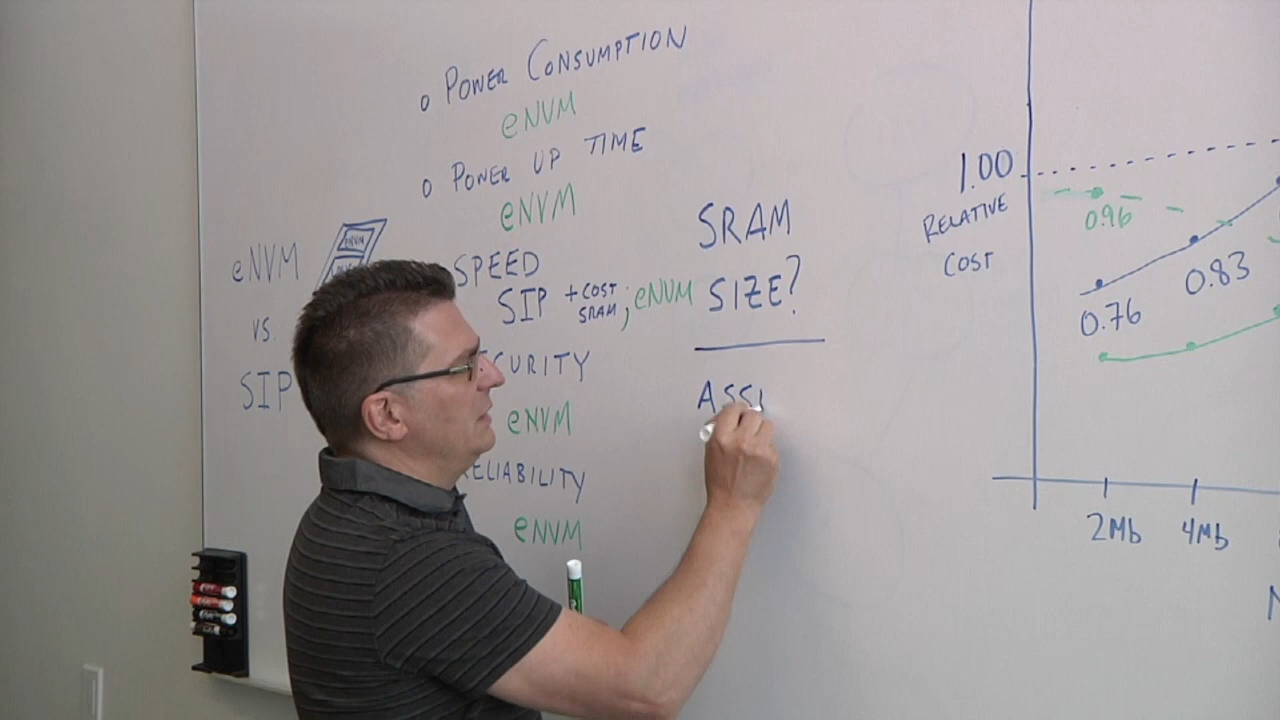 o POWER CONSUMPTION
eNVM
o POWER UP TIME
eNVM
SPEED
SIP + COST SRAM ; eNVM
CURITY
eNVM
ELIABILITY
eNVM
eNVM
VS.
SIP
SRAM
SIZE?
ASSI
1.00
RELATIVE
COST
0.96
0.83
0.76
2Mb 4Mb